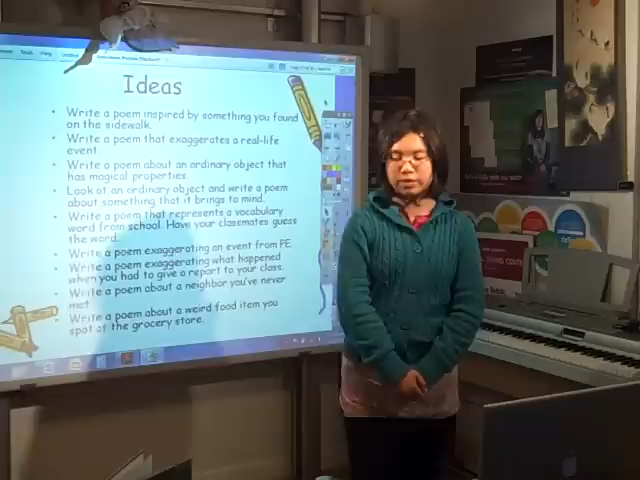 Tools Help
Ideas
Write a poem inspired by something you found
on the sidewalk.
Write a poem that exaggerates a real-life
event.
Write a poem about an ordinary object that
has magical properties.
Look at an ordinary object and write a poem
about something that it brings to mind.
Write a poem that represents a vocabulary
word from school. Have your classmates guess
the word.
Write a poem exaggerating an event from PE.
Write a poem exaggerating what happened
when you had to give a report to your class.
Write a poem about a neighbor you've never
met.
Write a poem about a weird food item you
spot at the grocery store.